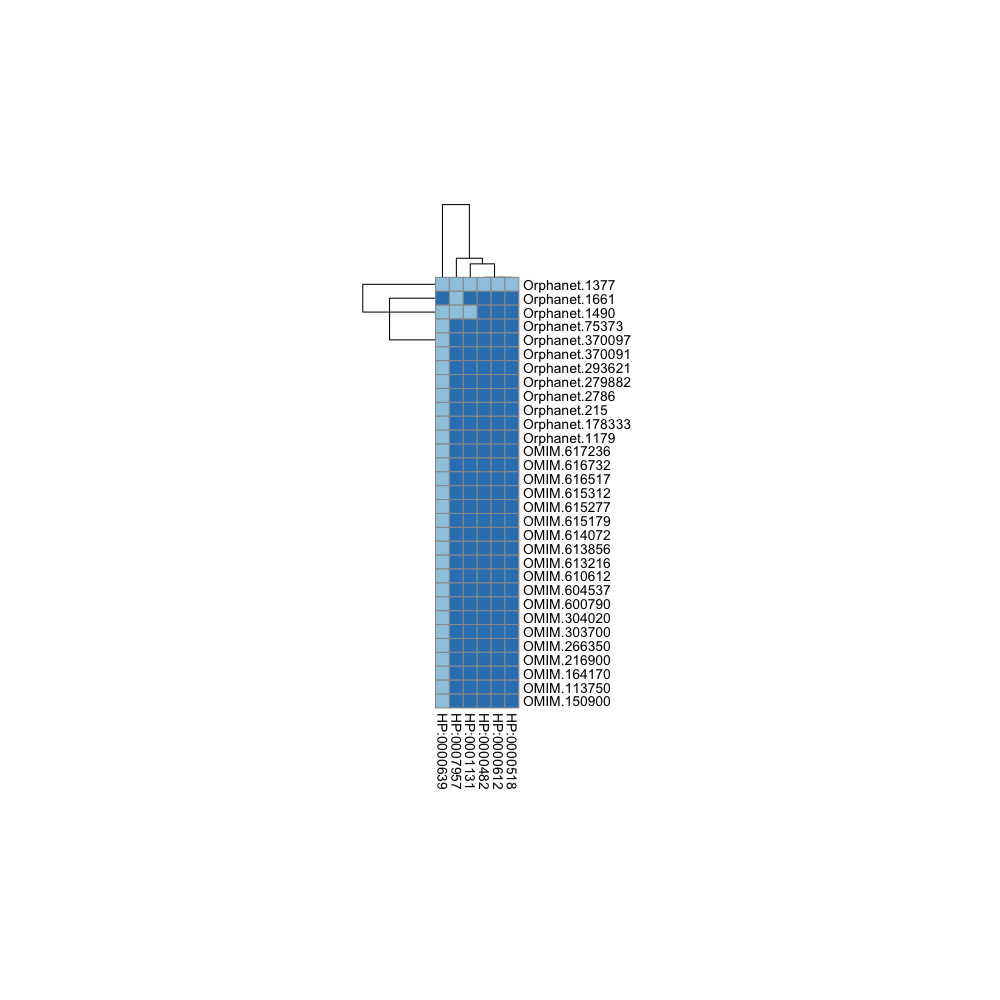 Orphanet.1377
Orphanet.1661
Orphanet.1490
Orphanet.75373
Orphanet.370097
Orphanet.370091
Orphanet.293621
Orphanet.279882
Orphanet.2786
Orphanet.215
Orphanet.178333
Orphanet.1179
OMIM.617236
OMIM.616732
OMIM.616517
OMIM.615312
OMIM.615277
OMIM.615179
OMIM.614072
OMIM.613856
OMIM.613216
OMIM.610612
OMIM.604537
OMIM.600790
OMIM.304020
OMIM.303700
OMIM.266350
OMIM.216900
OMIM.164170
OMIM.113750
OMIM.150900
HP:0000639
HP:0007957
HP:0001131
HP:0000482
HP:0000612
HP:0000518